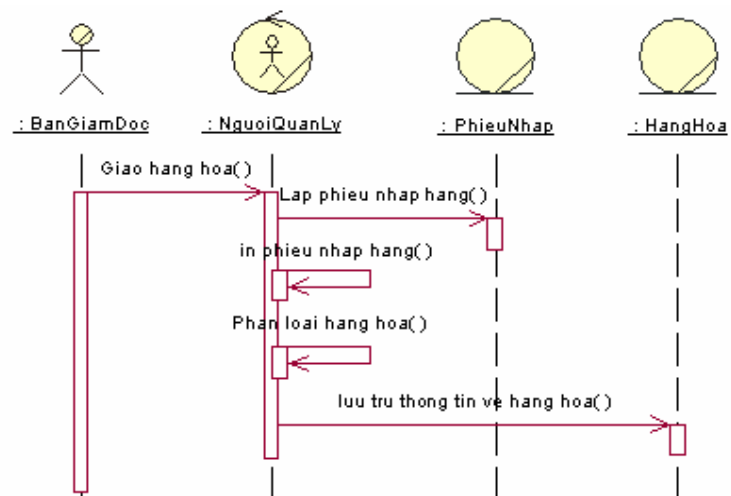 : BanGiamDoc
: NguoiQuanLy
: PhieuNhap
: HangHoa
Giao hang hoa()
Lap phieu nhap hang()
in phieu nhap hang()
Phan loai hang hoa()
luu tru thong tin ve hang hoa()